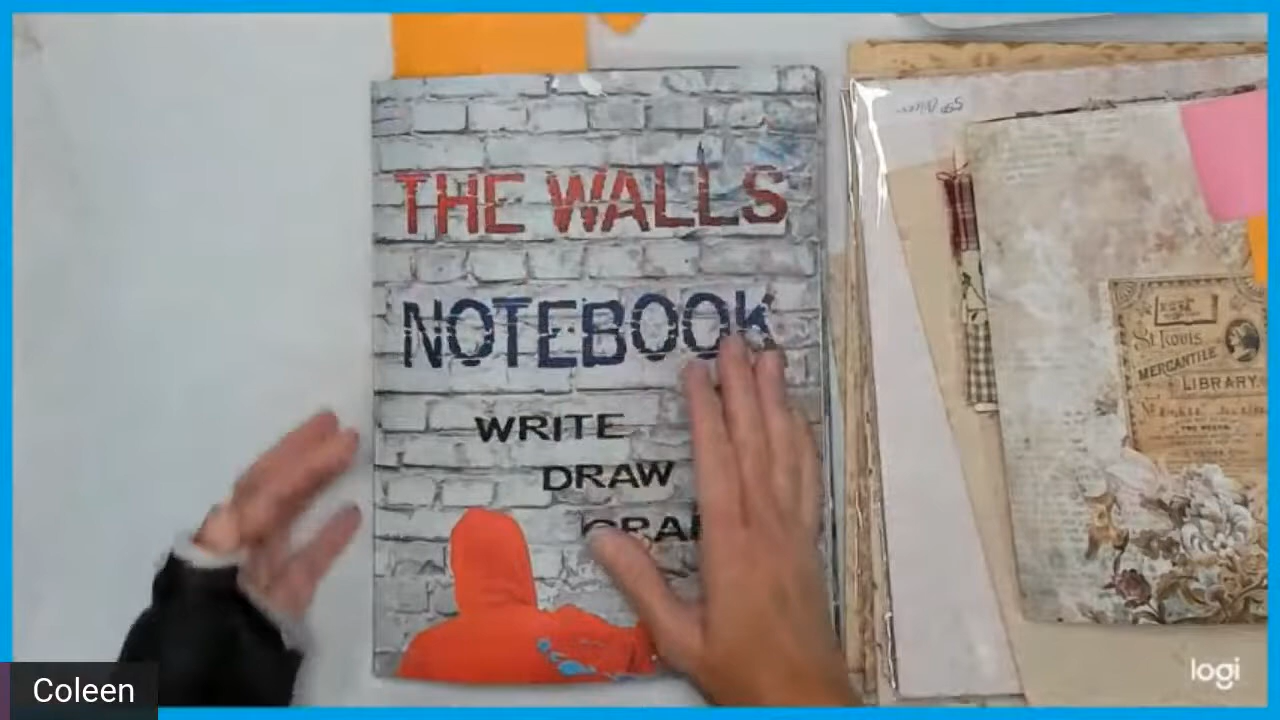 THE WALLS
NOTEBOOK
WRITE
DRAW
St Louis
MERCANTILE
LIBRARY.
Coleen
logi